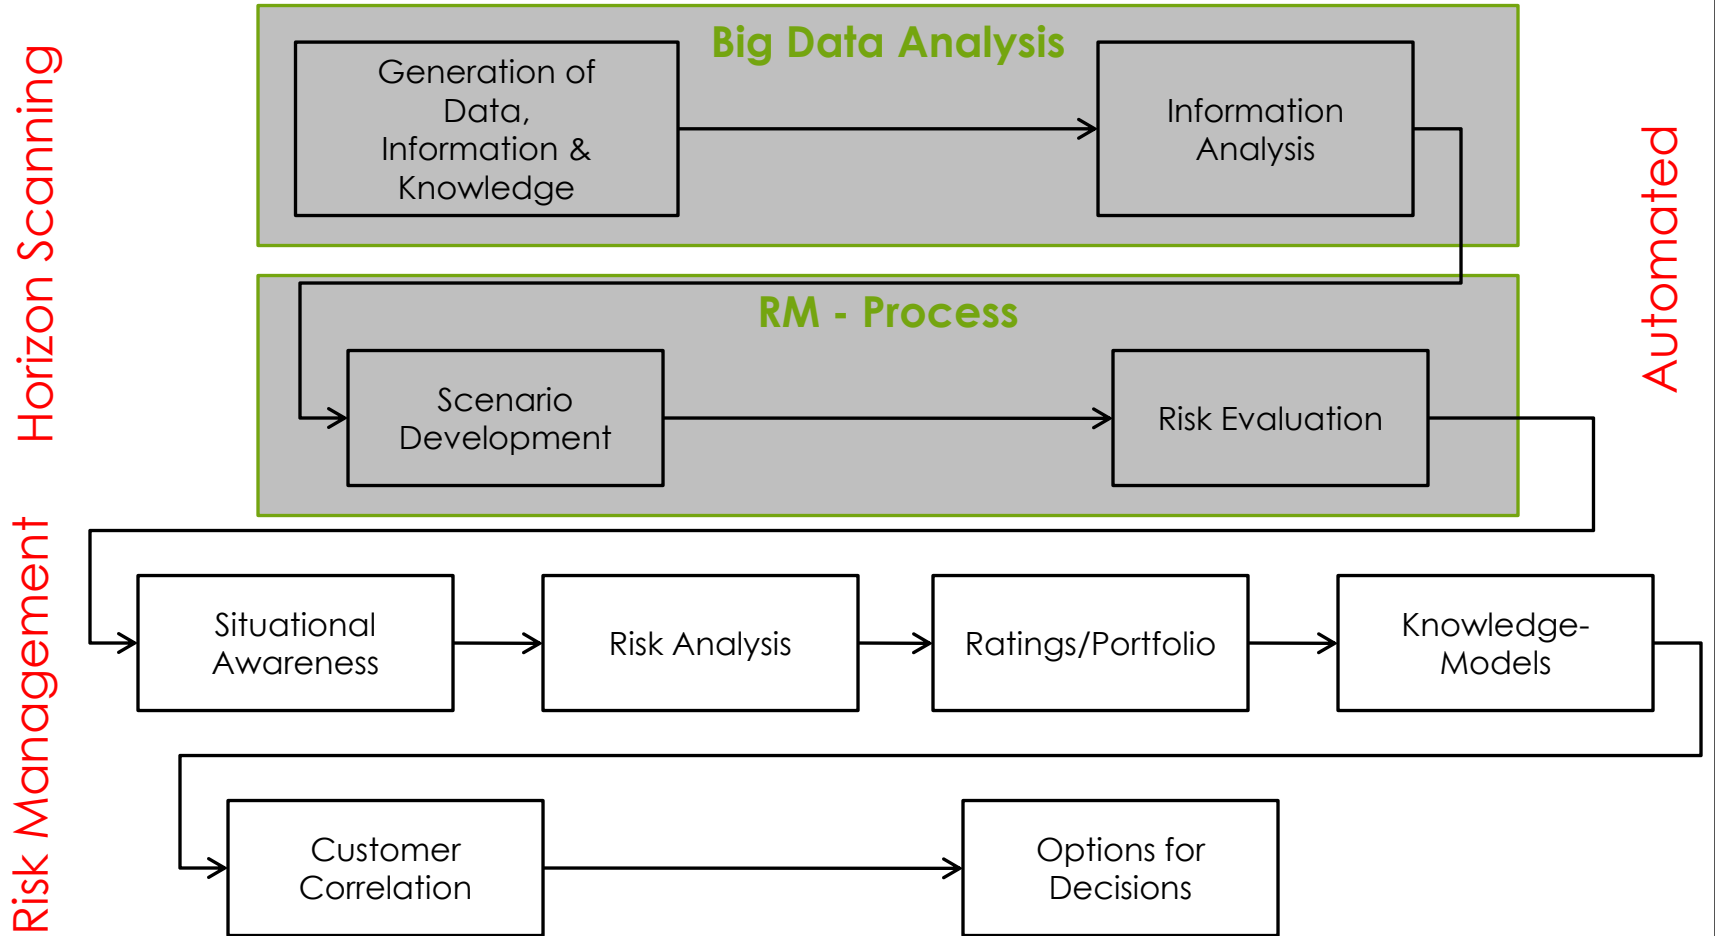 Big Data Analysis
Generation of
Data,
Information &
Knowledge
Information
Analysis
Horizon Scanning
Automated
RM - Process
Scenario
Development
Risk Evaluation
Risk Management
Situational
Awareness
Risk Analysis
Ratings/Portfolio
Knowledge-
Models
Customer
Correlation
Options for
Decisions